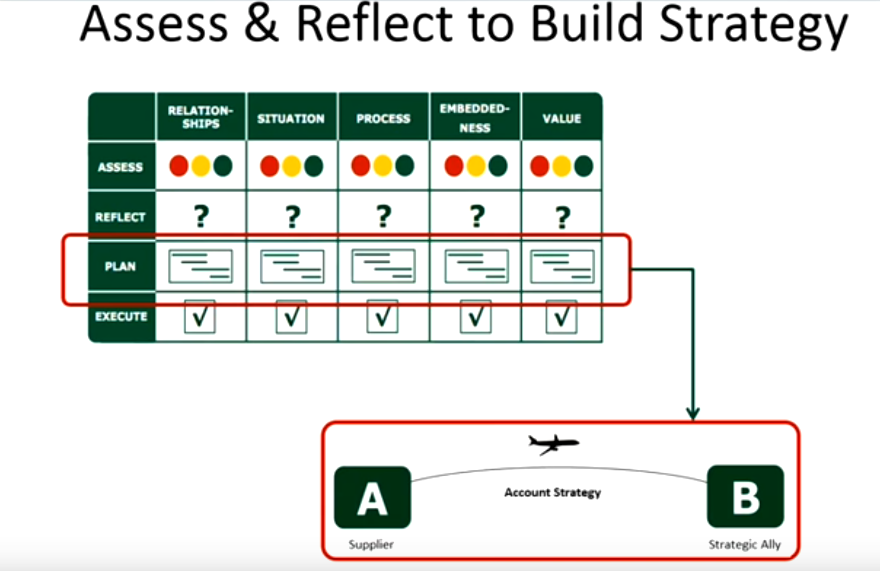 Assess & Reflect to Build Strategy
RELATION-
SHIPS
SITUATION
PROCESS
EMBEDDED-
NESS
VALUE
ASSESS
REFLECT
? ? ? ? ?
PLAN
EXECUTE
√ √ √ √ √
A
Account Strategy
B
Supplier
Strategic Ally